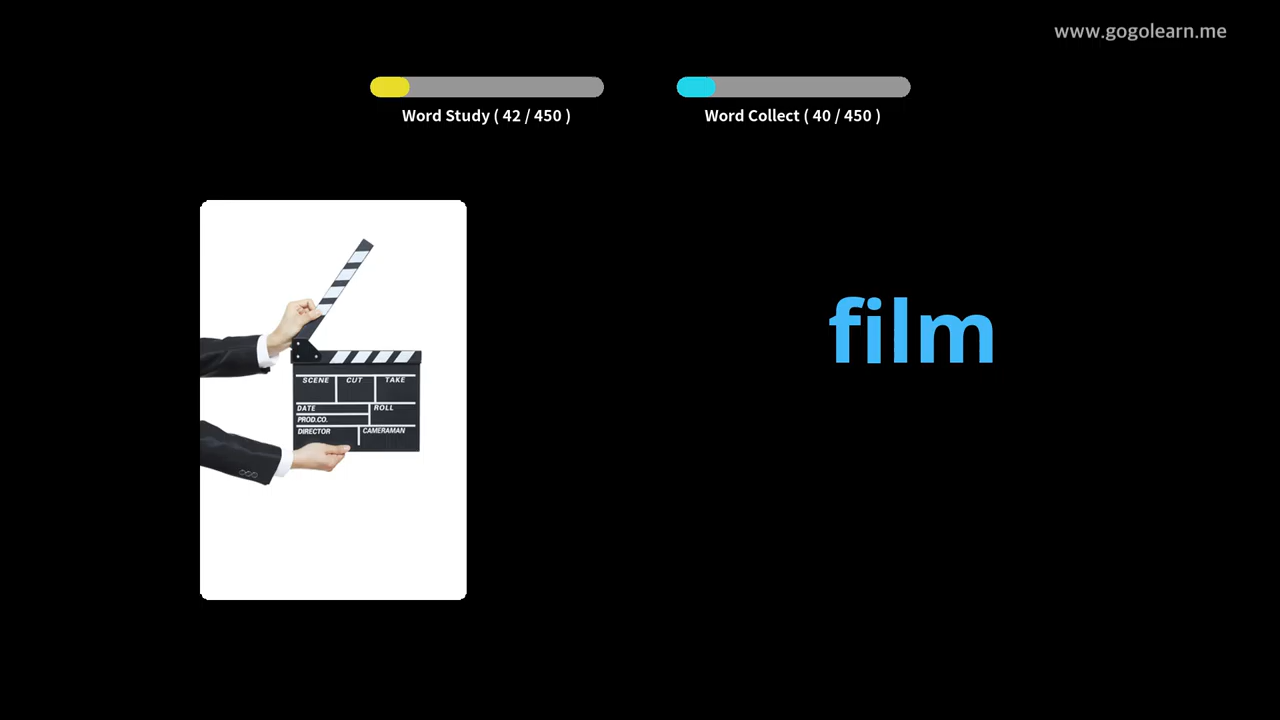 www.gogolearn.me
Word Study ( 42 / 450 )
Word Collect ( 40 / 450 )
film
SCENE CUT TAKE
DATE ROLL
PROD.CO.
DIRECTOR CAMERAMAN